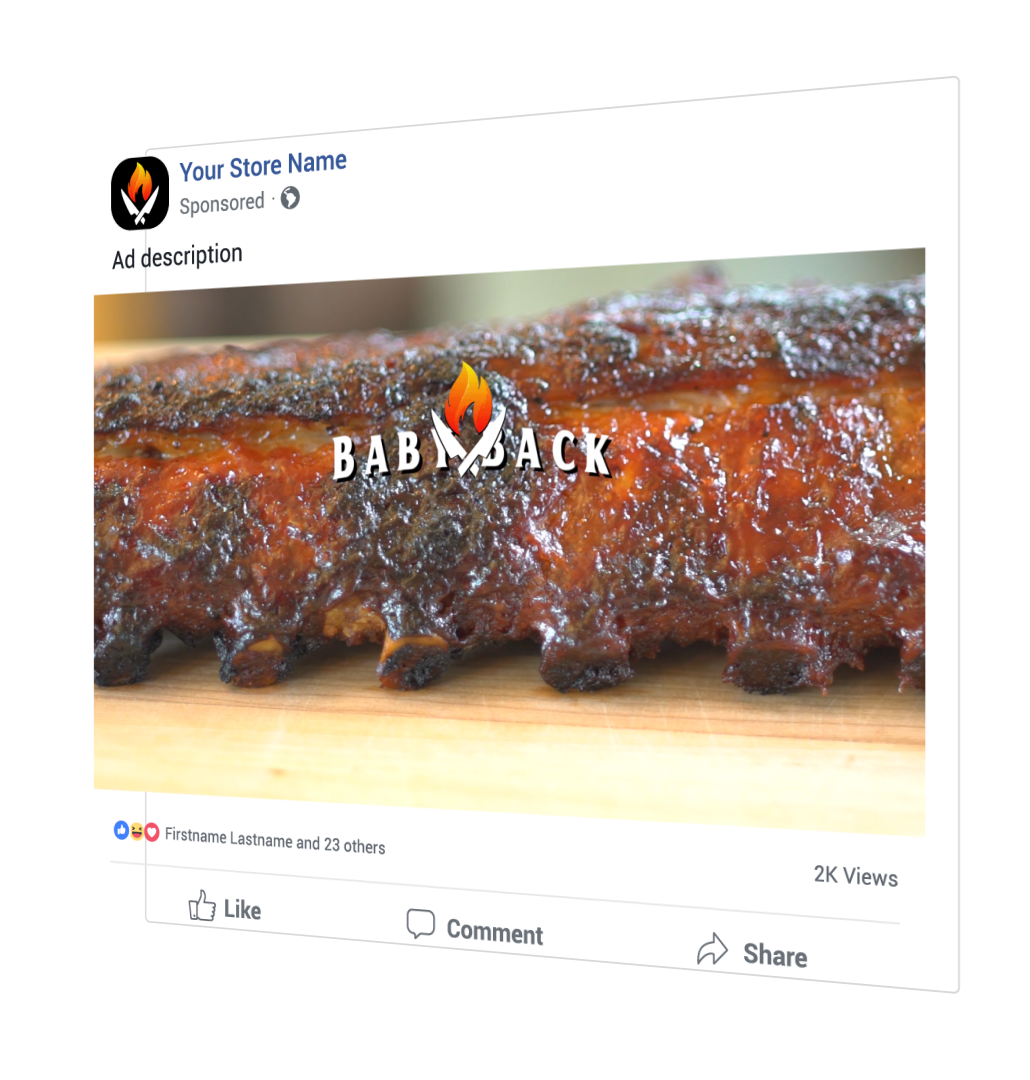 Your Store Name
Sponsored ·
Ad description
BABY BACK
Firstname Lastname and 23 others
2K Views
Like
Comment
Share